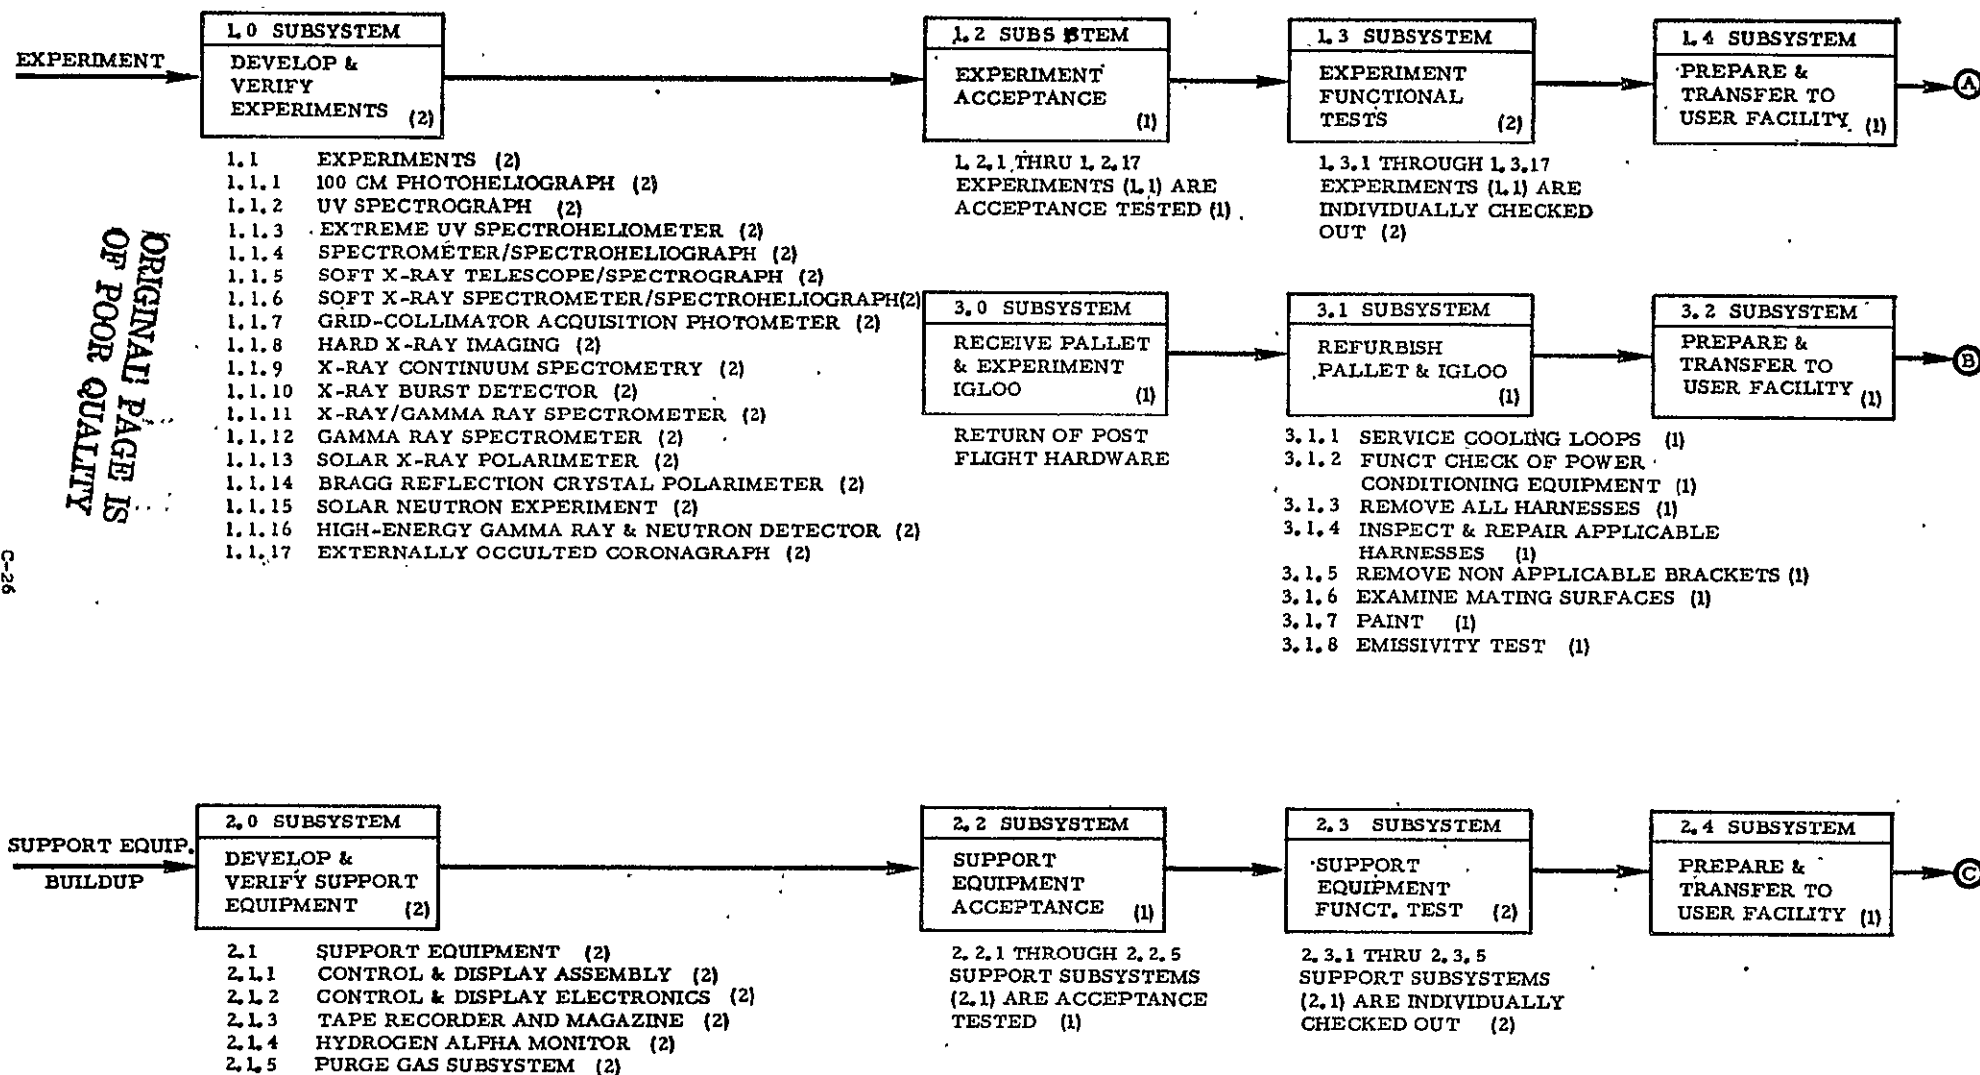 EXPERIMENT
1.0 SUBSYSTEM
DEVELOP &
VERIFY
EXPERIMENTS (2)
1.2 SUBS STEM
EXPERIMENT
ACCEPTANCE
(1)
1.3 SUBSYSTEM
EXPERIMENT
FUNCTIONAL
TESTS (2)
1.4 SUBSYSTEM
PREPARE &
TRANSFER TO
USER FACILITY. (1)
A
1.1 EXPERIMENTS (2)
1.1.1 100 CM PHOTOHELIOGRAPH (2)
1.1.2 UV SPECTROGRAPH (2)
1.1.3 EXTREME UV SPECTROHELIOMETER (2)
1.1.4 SPECTROMETER/SPECTROHELIOGRAPH (2)
1.1.5 SOFT X-RAY TELESCOPE/SPECTROGRAPH (2)
1.1.6 SOFT X-RAY SPECTROMETER/SPECTROHELIOGRAPH(2)
1.1.7 GRID-COLLIMATOR ACQUISITION PHOTOMETER (2)
1.1.8 HARD X-RAY IMAGING (2)
1.1.9 X-RAY CONTINUUM SPECTOMETRY (2)
1.1.10 X-RAY BURST DETECTOR (2)
1.1.11 X-RAY/GAMMA RAY SPECTROMETER (2)
1.1.12 GAMMA RAY SPECTROMETER (2)
1.1.13 SOLAR X-RAY POLARIMETER (2)
1.1.14 BRAGG REFLECTION CRYSTAL POLARIMETER (2)
1.1.15 SOLAR NEUTRON EXPERIMENT (2)
1.1.16 HIGH-ENERGY GAMMA RAY & NEUTRON DETECTOR (2)
1.1.17 EXTERNALLY OCCULTED CORONAGRAPH (2)
1.2.1 THRU 1.2.17
EXPERIMENTS (1.1) ARE
ACCEPTANCE TESTED (1)
1.3.1 THROUGH 1.3.17
EXPERIMENTS (1.1) ARE
INDIVIDUALLY CHECKED
OUT (2)
ORIGINAL PAGE IS
OF POOR QUALITY
C-26
3.0 SUBSYSTEM
RECEIVE PALLET
& EXPERIMENT
IGLOO (1)
RETURN OF POST
FLIGHT HARDWARE
3.1 SUBSYSTEM
REFURBISH
PALLET & IGLOO
(1)
3.2 SUBSYSTEM
PREPARE &
TRANSFER TO
USER FACILITY (1)
B
3.1.1 SERVICE COOLING LOOPS (1)
3.1.2 FUNCT CHECK OF POWER
CONDITIONING EQUIPMENT (1)
3.1.3 REMOVE ALL HARNESSES (1)
3.1.4 INSPECT & REPAIR APPLICABLE
HARNESSES (1)
3.1.5 REMOVE NON APPLICABLE BRACKETS (1)
3.1.6 EXAMINE MATING SURFACES (1)
3.1.7 PAINT (1)
3.1.8 EMISSIVITY TEST (1)
SUPPORT EQUIP.
BUILDUP
2.0 SUBSYSTEM
DEVELOP &
VERIFY SUPPORT
EQUIPMENT (2)
2.2 SUBSYSTEM
SUPPORT
EQUIPMENT
ACCEPTANCE (1)
2.3 SUBSYSTEM
SUPPORT
EQUIPMENT
FUNCT. TEST (2)
2.4 SUBSYSTEM
PREPARE &
TRANSFER TO
USER FACILITY (1)
C
2.1 SUPPORT EQUIPMENT (2)
2.1.1 CONTROL & DISPLAY ASSEMBLY (2)
2.1.2 CONTROL & DISPLAY ELECTRONICS (2)
2.1.3 TAPE RECORDER AND MAGAZINE (2)
2.1.4 HYDROGEN ALPHA MONITOR (2)
2.1.5 PURGE GAS SUBSYSTEM (2)
2.2.1 THROUGH 2.2.5
SUPPORT SUBSYSTEMS
(2.1) ARE ACCEPTANCE
TESTED (1)
2.3.1 THRU 2.3.5
SUPPORT SUBSYSTEMS
(2.1) ARE INDIVIDUALLY
CHECKED OUT (2)